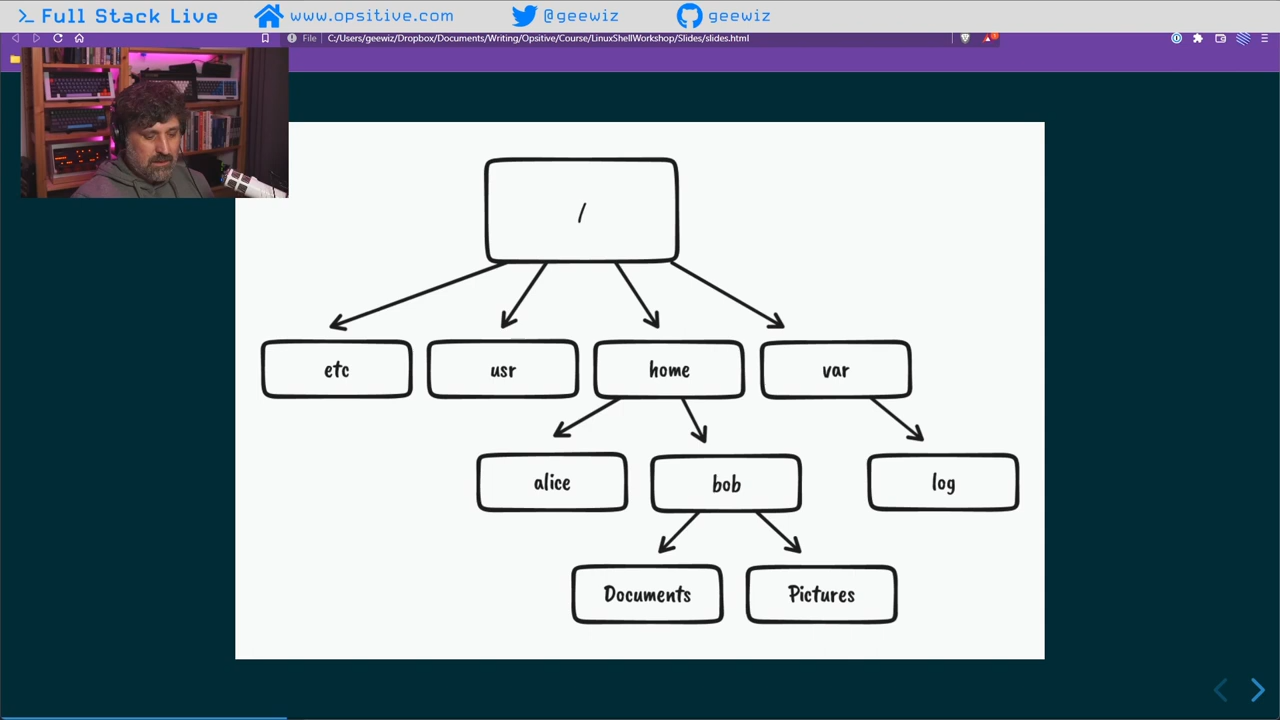 >_ Full Stack Live
www.opsitive.com
@geewiz
geewiz
File
C:/Users/geewiz/Dropbox/Documents/Writing/Opsitive/Course/LinuxShellWorkshop/Slides/slides.html
/
etc
usr
home
var
alice
bob
log
Documents
Pictures